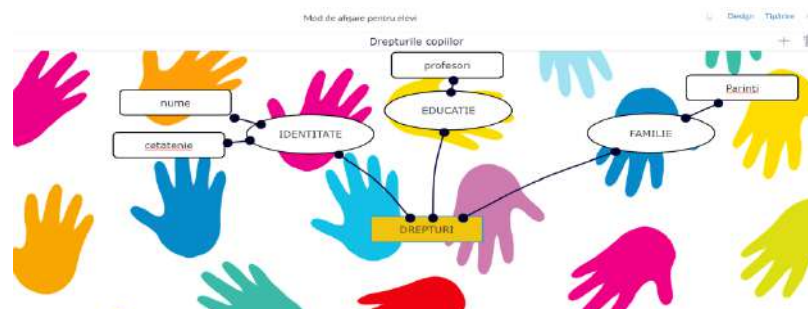 Mod de afișare pentru elevi
Design Tipărire
Drepturile copiilor
profesori
Parinti
nume
EDUCATIE
IDENTITATE
FAMILIE
cetatenie
DREPTURI